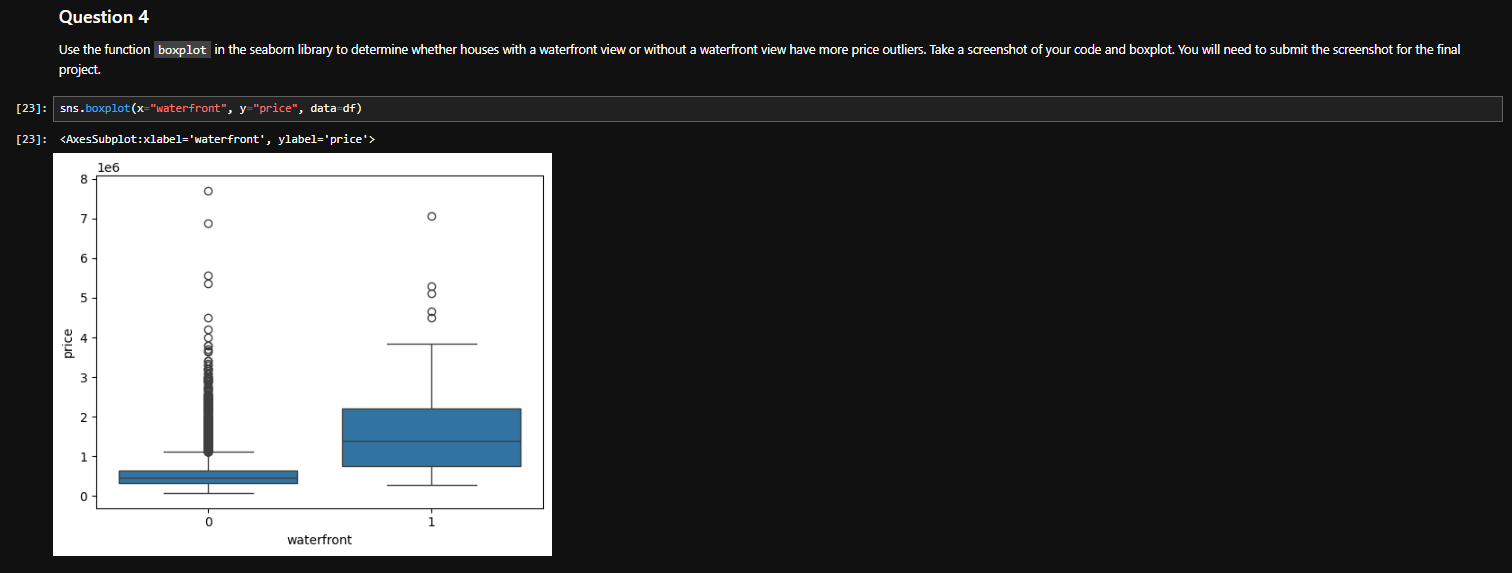 Question 4
Use the function boxplot in the seaborn library to determine whether houses with a waterfront view or without a waterfront view have more price outliers. Take a screenshot of your code and boxplot. You will need to submit the screenshot for the final
project.
[23]: sns.boxplot(x="waterfront", y="price", data=df)
[23]: <AxesSubplot:xlabel='waterfront', ylabel='price'>
1e6
8
7
6
5
4
price
3
2
1
0
0 1
waterfront